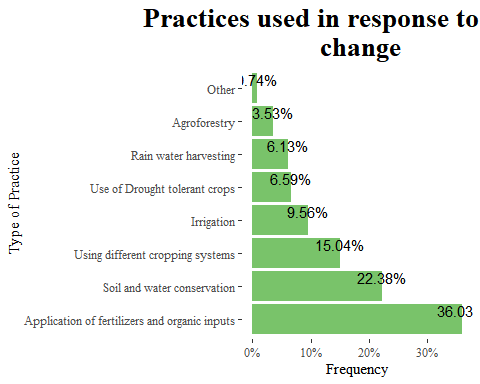 Practices used in response to
change
Type of Practice
Other
.74%
Agroforestry
3.53%
Rain water harvesting
6.13%
Use of Drought tolerant crops
6.59%
Irrigation
9.56%
Using different cropping systems
15.04%
Soil and water conservation
22.38%
Application of fertilizers and organic inputs
36.03
0% 10% 20% 30%
Frequency